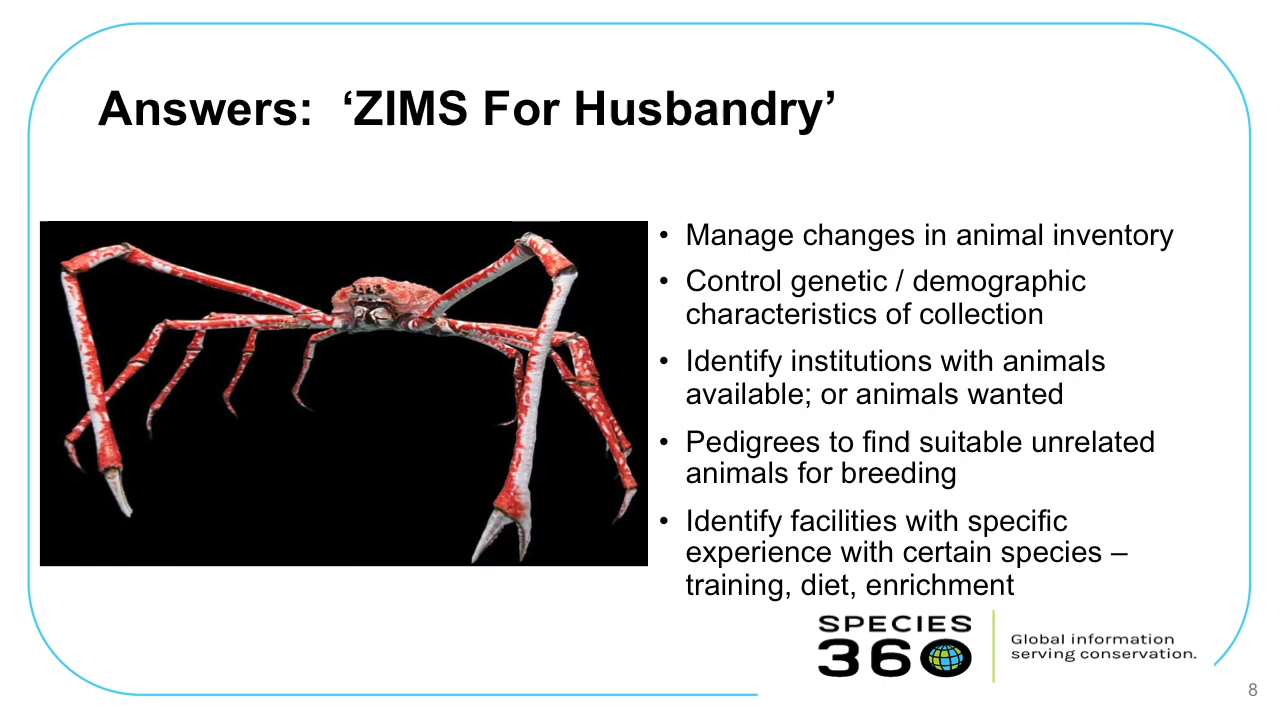 Answers:  ‘ZIMS For Husbandry’
• Manage changes in animal inventory
• Control genetic / demographic
characteristics of collection
• Identify institutions with animals
available; or animals wanted
• Pedigrees to find suitable unrelated
animals for breeding
• Identify facilities with specific
experience with certain species –
training, diet, enrichment
SPECIES
360
Global information
serving conservation.
8